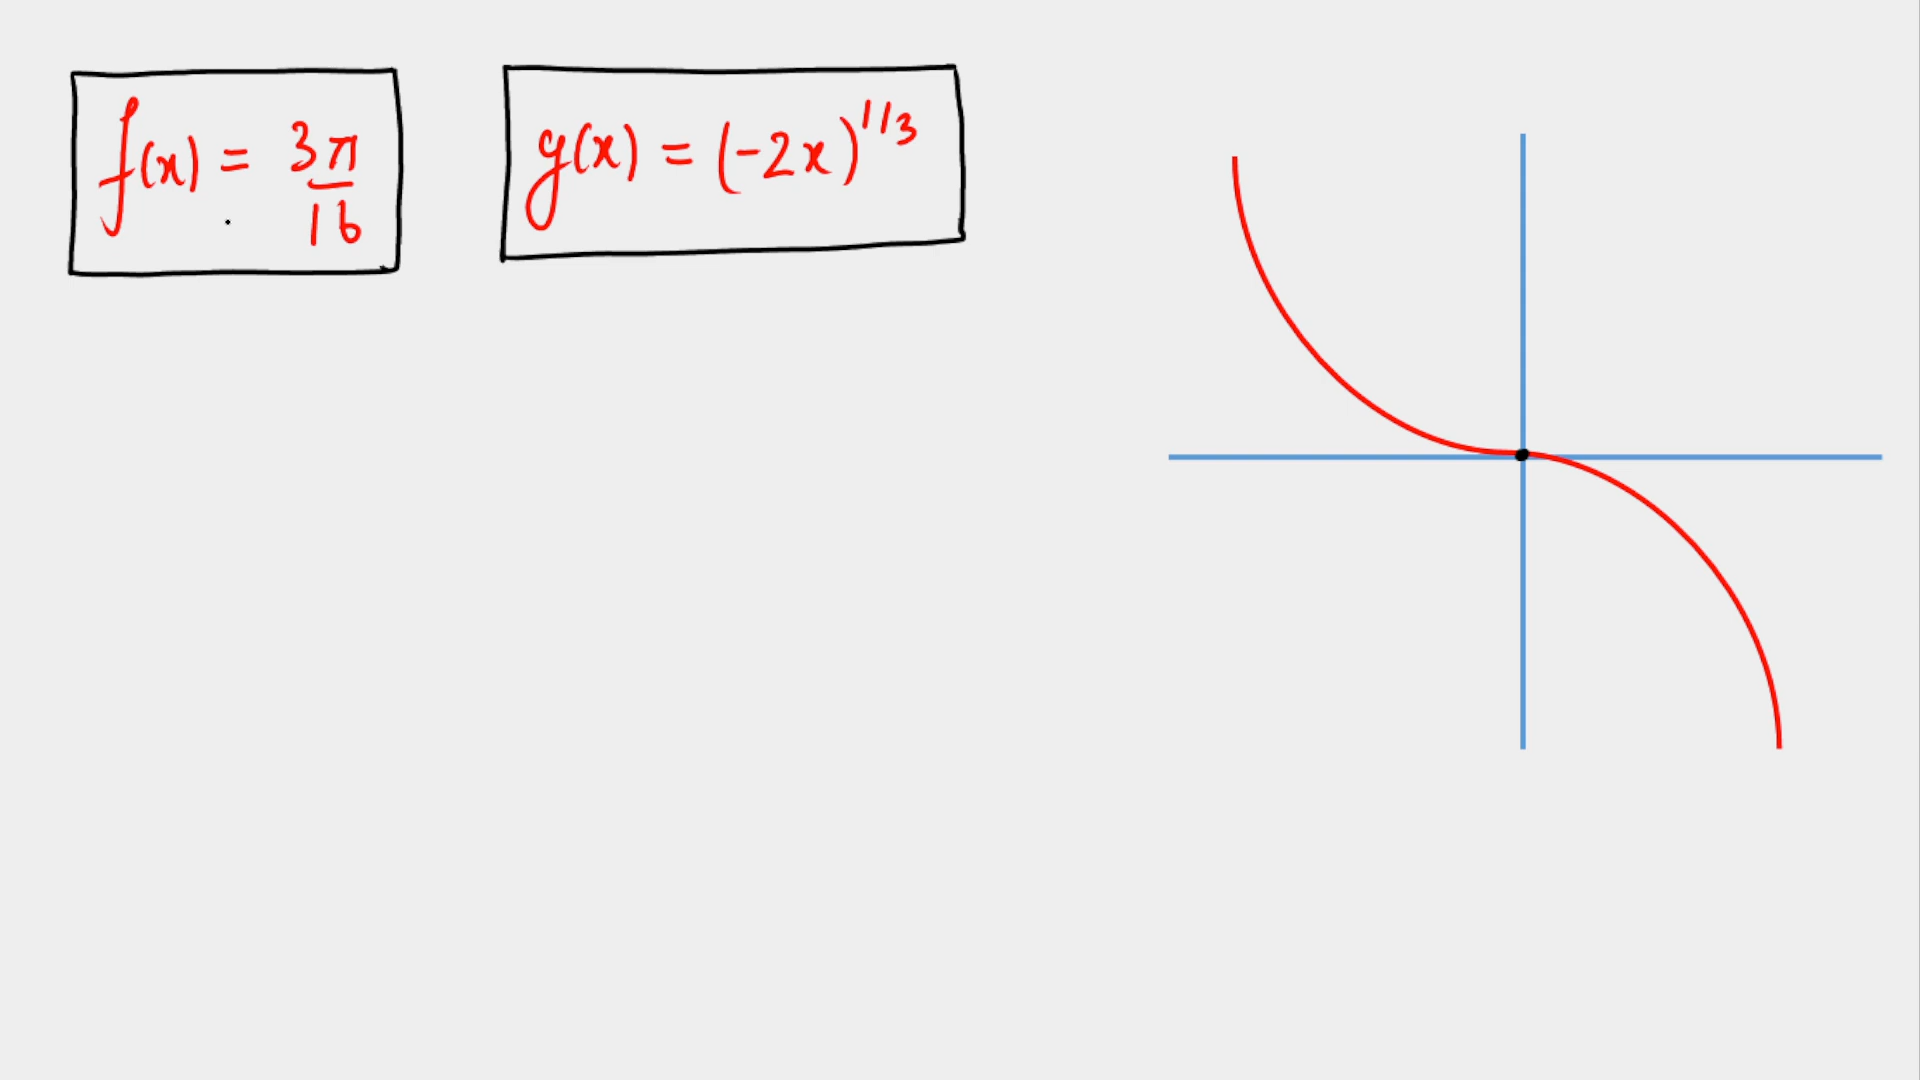 f(x) = 3π/16
g(x) = (-2x)^1/3